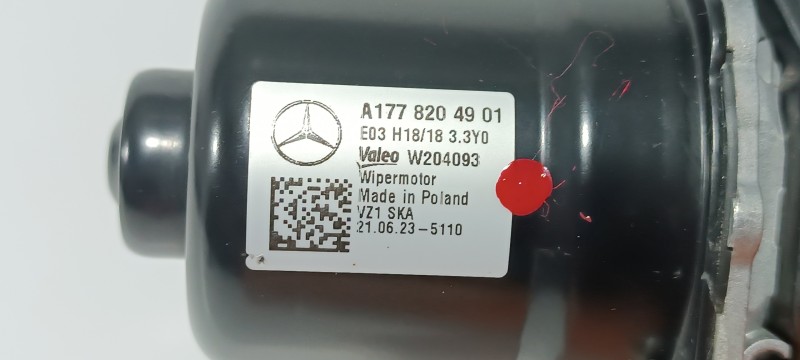 A177 820 49 01
E03 H18/18 3.3Y0
Valeo W204093
Wipermotor
Made in Poland
VZ1 SKA
21.06.23-5110